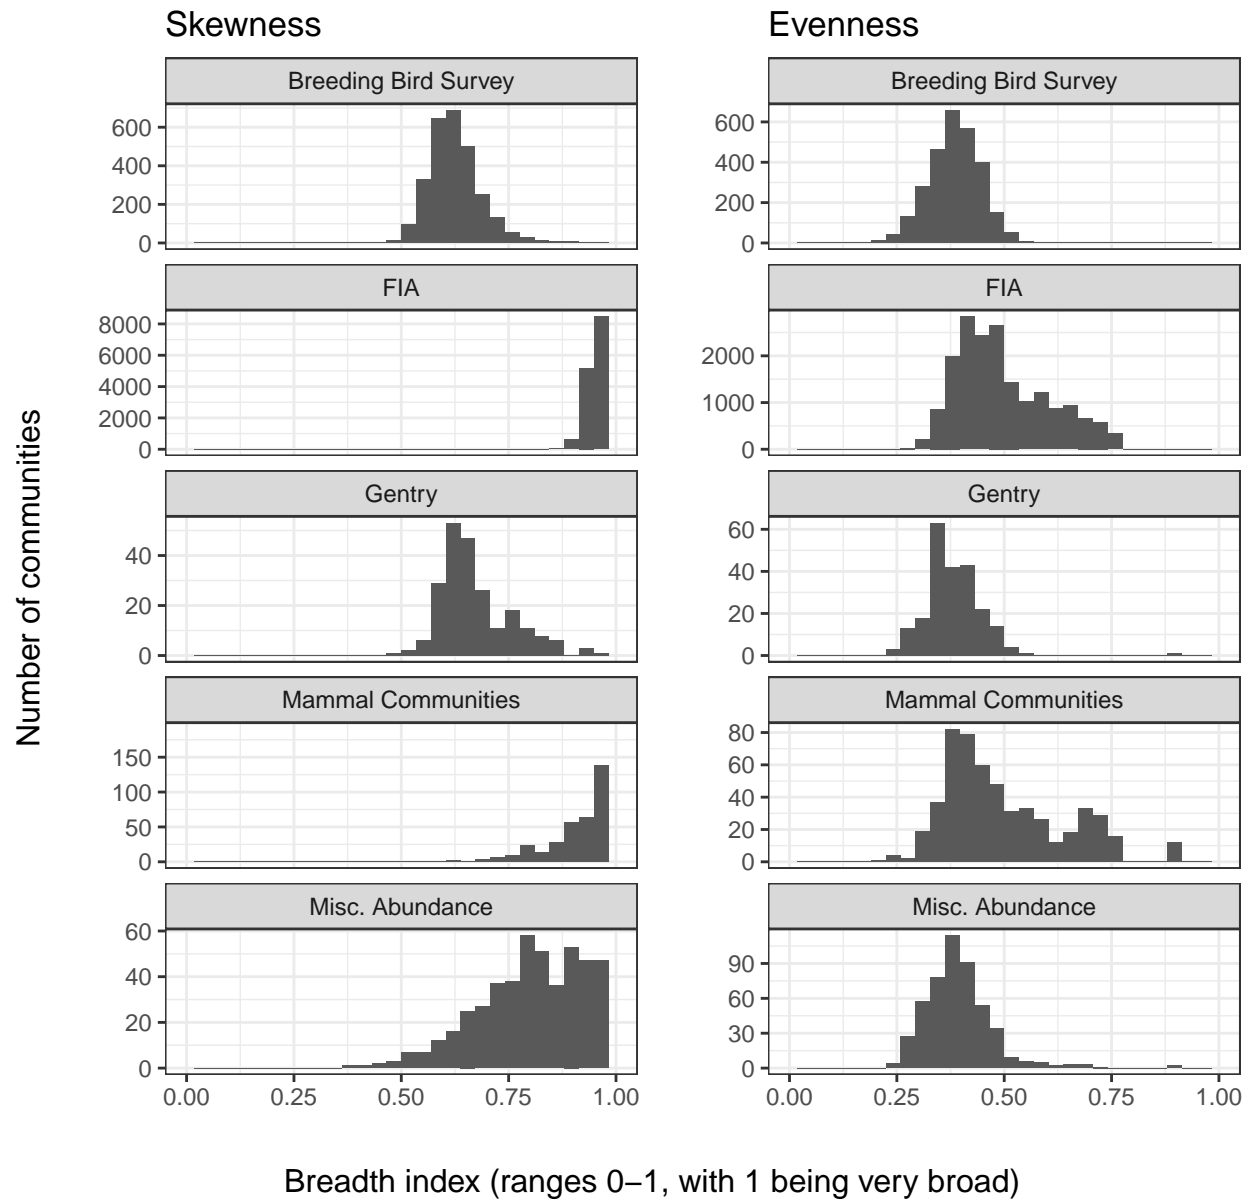 Skewness
Evenness
Number of communities
Breeding Bird Survey
600
400
200
0
FIA
8000
6000
4000
2000
0
Gentry
40
20
0
Mammal Communities
150
100
50
0
Misc. Abundance
60
40
20
0
0.00 0.25 0.50 0.75 1.00
Breeding Bird Survey
600
400
200
0
FIA
2000
1000
0
Gentry
60
40
20
0
Mammal Communities
80
60
40
20
0
Misc. Abundance
90
60
30
0
0.00 0.25 0.50 0.75 1.00
Breadth index (ranges 0−1, with 1 being very broad)